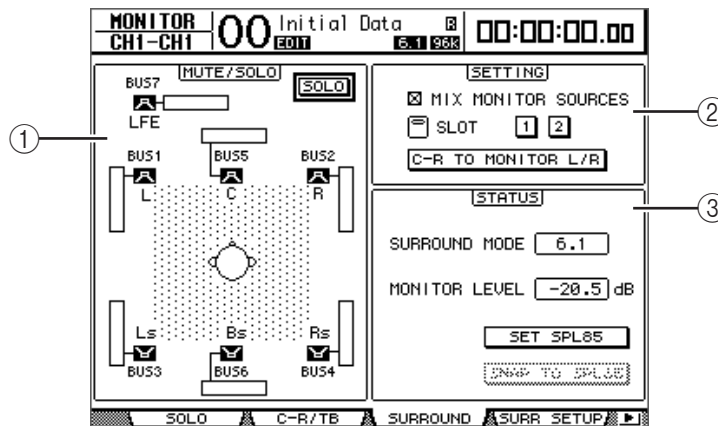 MONITOR
CH1-CH1
00
Initial Data
EDIT
6.1 96k
00:00:00.00
MUTE/SOLO
SOLO
BUS7
LFE
BUS1
BUS5
BUS2
L
C
R
Ls
Bs
Rs
BUS3
BUS6
BUS4
1
SETTING
MIX MONITOR SOURCES
SLOT 1 2
C-R TO MONITOR L/R
2
STATUS
SURROUND MODE 6.1
MONITOR LEVEL -20.5 dB
SET SPL85
SNAP TO SPL85
3
SOLO
C-R/TB
SURROUND
SURR SETUP